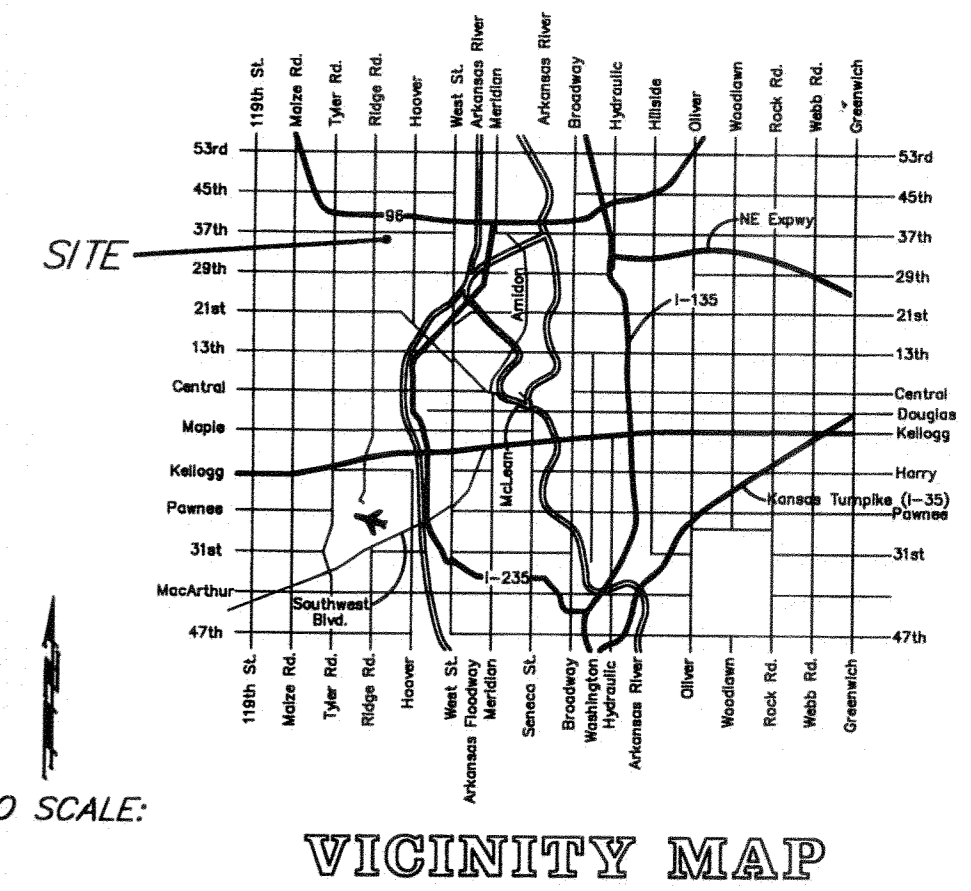 119th St.
Maize Rd.
Tyler Rd.
Ridge Rd.
Hoover
West St.
Arkansas River
Meridian
Arkansas River
Broadway
Hydraulic
Hillside
Oliver
Woodlawn
Rock Rd.
Webb Rd.
Greenwich
53rd
53rd
45th
45th
96
NE Expwy
37th
37th
SITE
29th
29th
Amidon
I-135
21st
21st
13th
13th
Central
Central
Douglas
Maple
Kellogg
Kellogg
Harry
McLean
Kansas Turnpike (I-35)
Pawnee
Pawnee
31st
31st
I-235
MacArthur
Southwest
Blvd.
47th
47th
119th St.
Maize Rd.
Tyler Rd.
Ridge Rd.
Hoover
West St.
Arkansas Floodway
Meridian
Seneca St.
Broadway
Washington
Hydraulic
Arkansas River
Oliver
Woodlawn
Rock Rd.
Webb Rd.
Greenwich
O SCALE:
VICINITY MAP